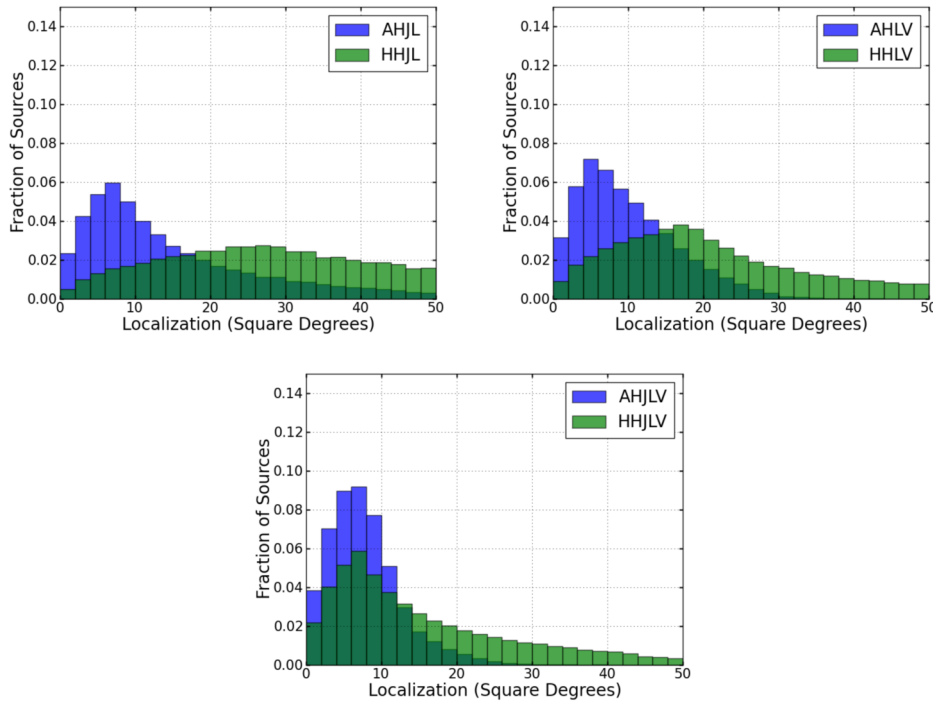 0.14
0.12
0.10
0.08
0.06
0.04
0.02
0.00
Fraction of Sources
AHJL
HHJL
0 10 20 30 40 50
Localization (Square Degrees)
0.14
0.12
0.10
0.08
0.06
0.04
0.02
0.00
Fraction of Sources
AHLV
HHLV
0 10 20 30 40 50
Localization (Square Degrees)
0.14
0.12
0.10
0.08
0.06
0.04
0.02
0.00
Fraction of Sources
AHJLV
HHJLV
0 10 20 30 40 50
Localization (Square Degrees)